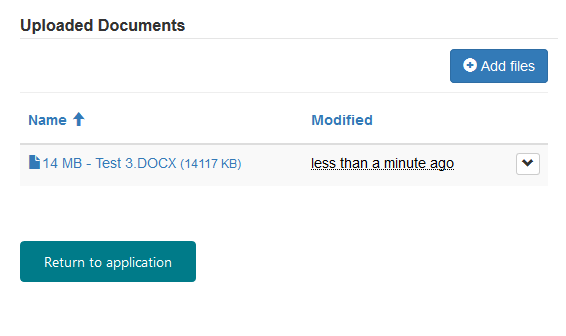 Uploaded Documents
Add files
Name Modified
14 MB - Test 3.DOCX (14117 KB) less than a minute ago
Return to application